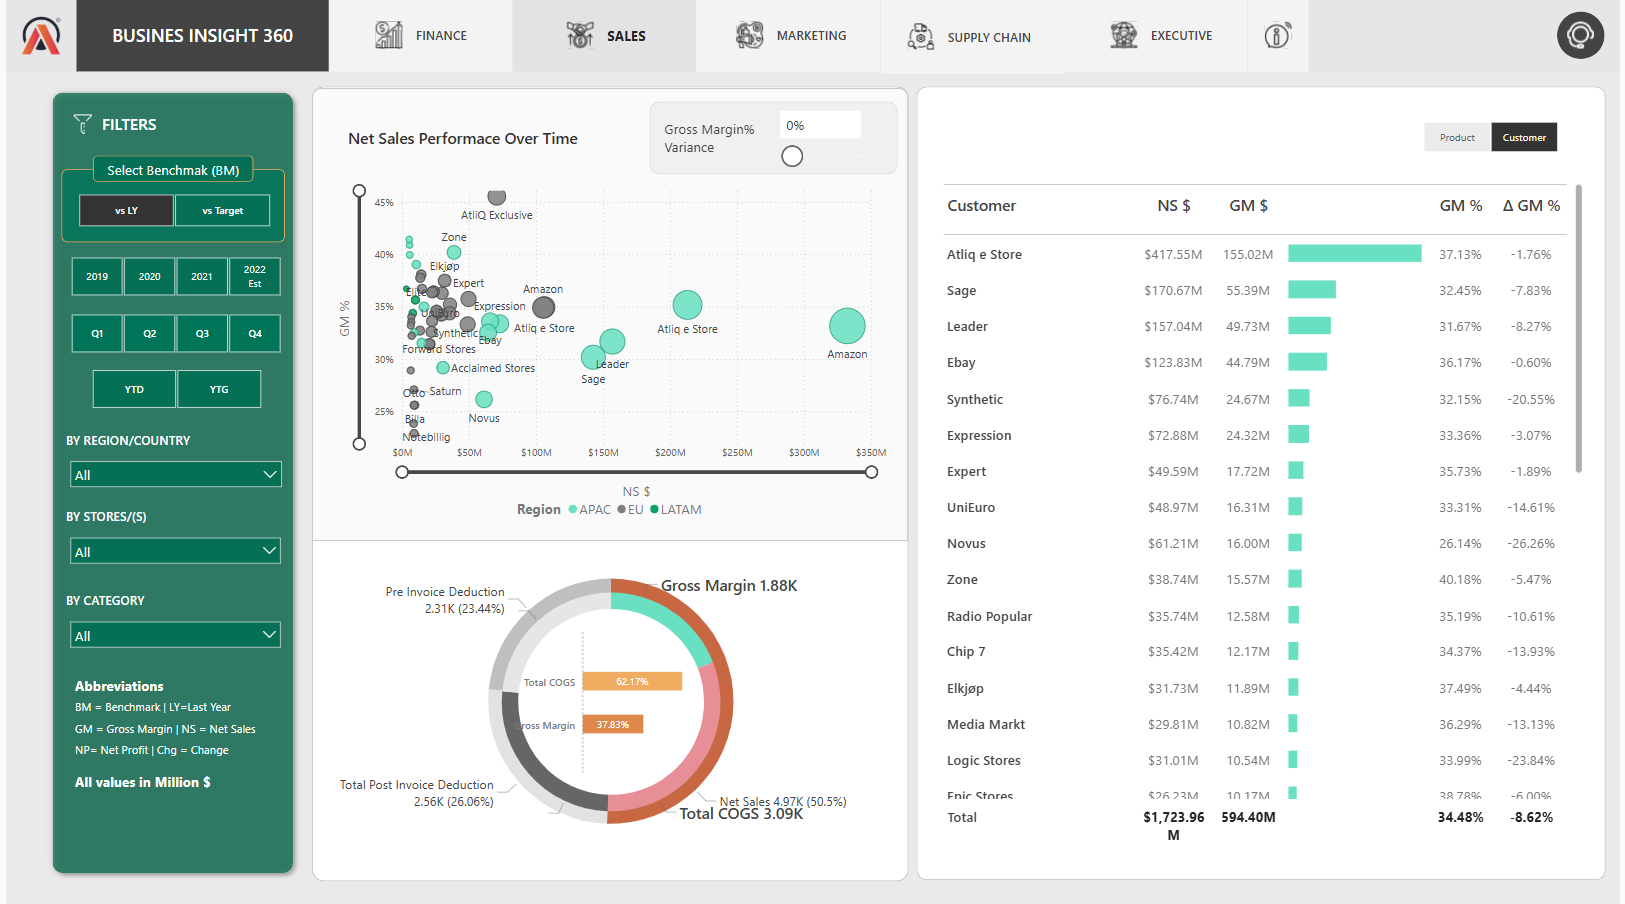 BUSINES INSIGHT 360
FINANCE
SALES
MARKETING
SUPPLY CHAIN
EXECUTIVE
FILTERS
Select Benchmak (BM)
vs LY
vs Target
2019
2020
2021
2022
Est
Q1
Q2
Q3
Q4
YTD
YTG
BY REGION/COUNTRY
All
BY STORES/(S)
All
BY CATEGORY
All
Abbreviations
BM = Benchmark | LY=Last Year
GM = Gross Margin | NS = Net Sales
NP= Net Profit | Chg = Change
All values in Million $
Net Sales Performace Over Time
Gross Margin%
Variance
0%
GM %
45%
40%
35%
30%
25%
AtliQ Exclusive
Zone
Elkjøp
Expert
Elite
Amazon
Expression
UniEuro
Atliq e Store
Atliq e Store
Amazon
Synthetic
Ebay
Forward Stores
Leader
Acclaimed Stores
Sage
Otto
Saturn
Novus
Billa
Notebillig
$0M
$50M
$100M
$150M
$200M
$250M
$300M
$350M
NS $
Region APAC EU LATAM
Pre Invoice Deduction
2.31K (23.44%)
Gross Margin 1.88K
Total COGS
62.17%
Gross Margin
37.83%
Total Post Invoice Deduction
2.56K (26.06%)
Net Sales 4.97K (50.5%)
Total COGS 3.09K
Product
Customer
Customer NS $ GM $ GM % Δ GM %
Atliq e Store $417.55M 155.02M 37.13% -1.76%
Sage $170.67M 55.39M 32.45% -7.83%
Leader $157.04M 49.73M 31.67% -8.27%
Ebay $123.83M 44.79M 36.17% -0.60%
Synthetic $76.74M 24.67M 32.15% -20.55%
Expression $72.88M 24.32M 33.36% -3.07%
Expert $49.59M 17.72M 35.73% -1.89%
UniEuro $48.97M 16.31M 33.31% -14.61%
Novus $61.21M 16.00M 26.14% -26.26%
Zone $38.74M 15.57M 40.18% -5.47%
Radio Popular $35.74M 12.58M 35.19% -10.61%
Chip 7 $35.42M 12.17M 34.37% -13.93%
Elkjøp $31.73M 11.89M 37.49% -4.44%
Media Markt $29.81M 10.82M 36.29% -13.13%
Logic Stores $31.01M 10.54M 33.99% -23.84%
Epic Stores $26.23M 10.17M 38.78% -6.00%
Total $1,723.96 594.40M 34.48% -8.62%
M